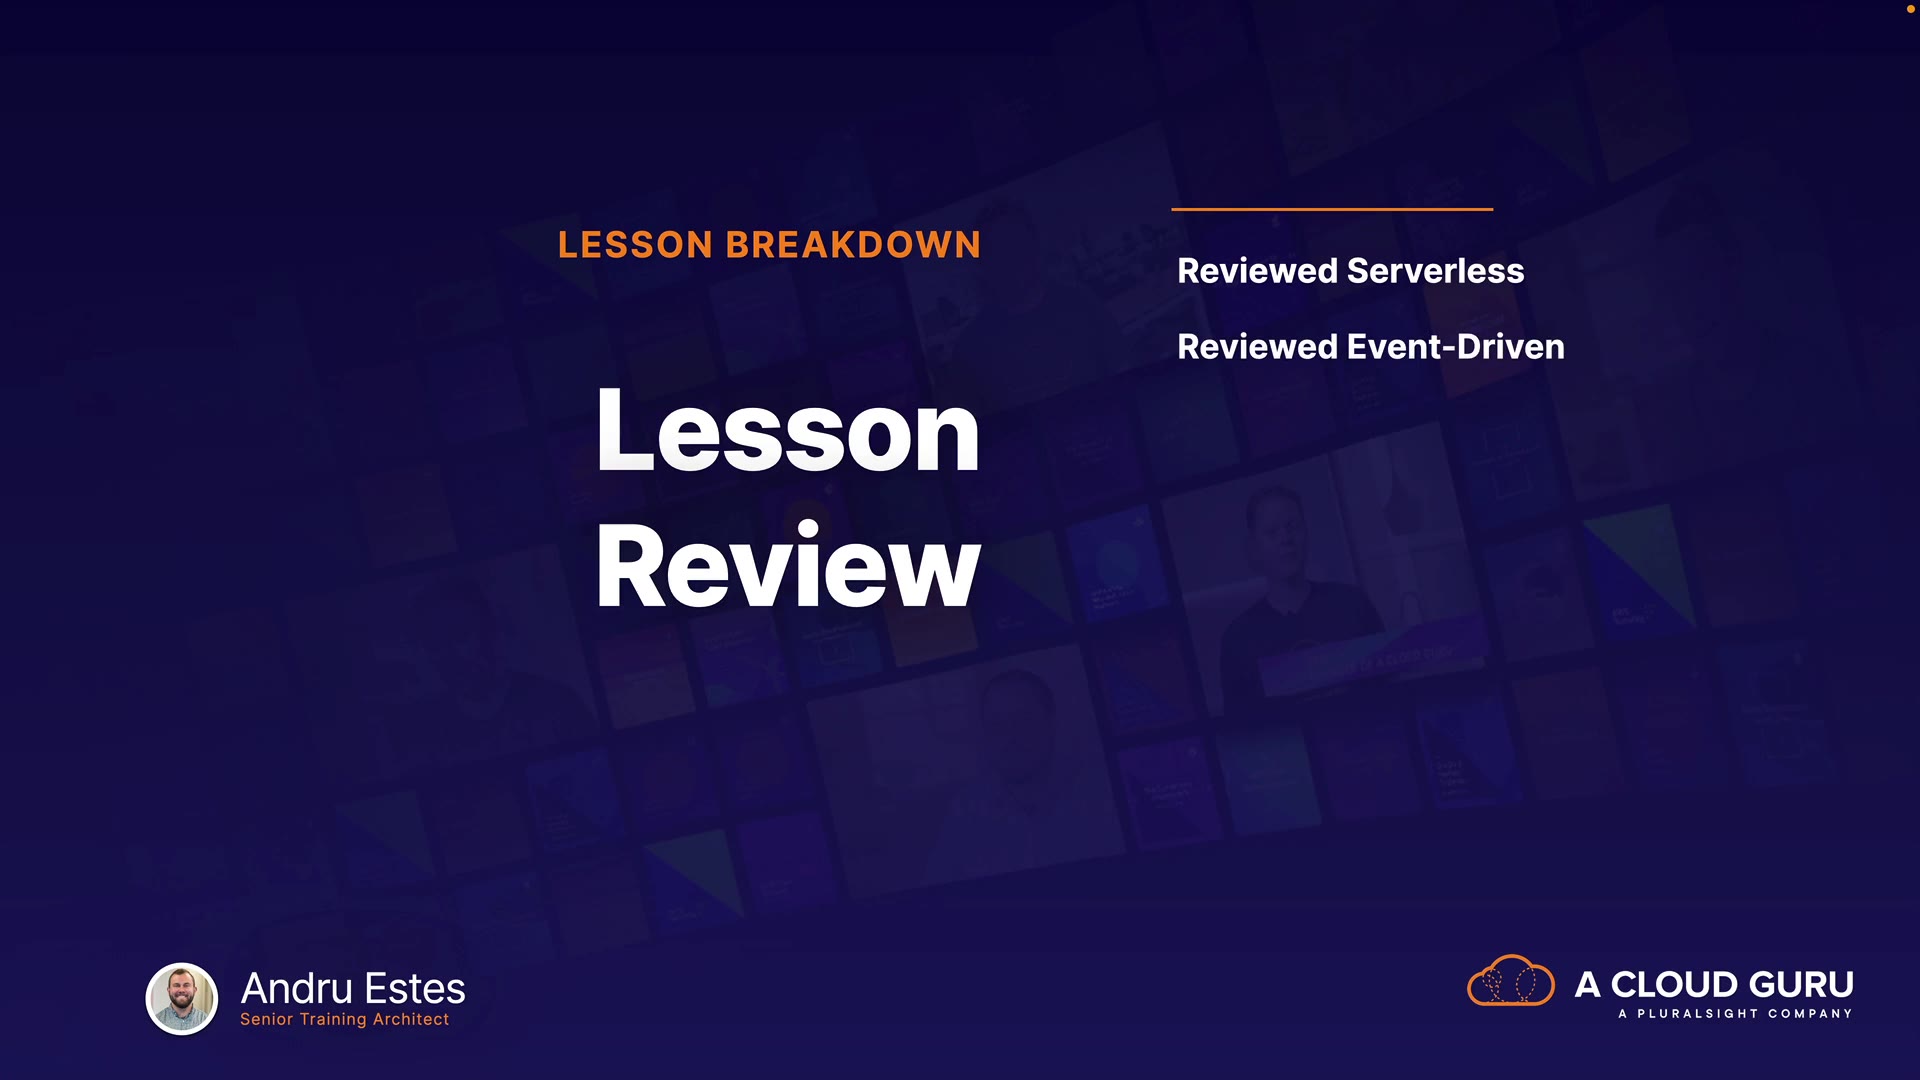 LESSON BREAKDOWN
Lesson
Review
Reviewed Serverless
Reviewed Event-Driven
Andru Estes
Senior Training Architect
A CLOUD GURU
A PLURALSIGHT COMPANY